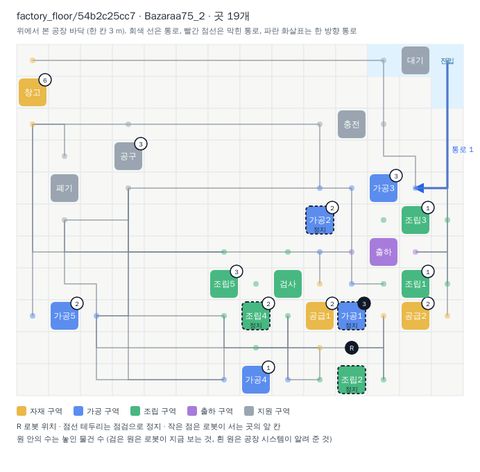 factory_floor/54b2c25cc7 · Bazaraa75_2 · 곳 19개
위에서 본 공장 바닥 (한 칸 3 m). 회색 선은 통로, 빨간 점선은 막힌 통로, 파란 화살표는 한 방향 통로
대기
전원
6
창고
충전
3
공구
통로 1
폐기
3
가공3
2
가공2
정지
1
조립3
출하
3
조립5
검사
1
조립1
2
가공5
2
조립4
정지
2
공급1
3
가공1
정지
2
공급2
R
1
가공4
조립2
정지
자재 구역
가공 구역
조립 구역
출하 구역
지원 구역
R 로봇 위치 · 점선 테두리는 점검으로 정지 · 작은 점은 로봇이 서는 곳의 앞 칸
원 안의 수는 놓인 물건 수 (검은 원은 로봇이 지금 보는 것, 흰 원은 공장 시스템이 알려 준 것)